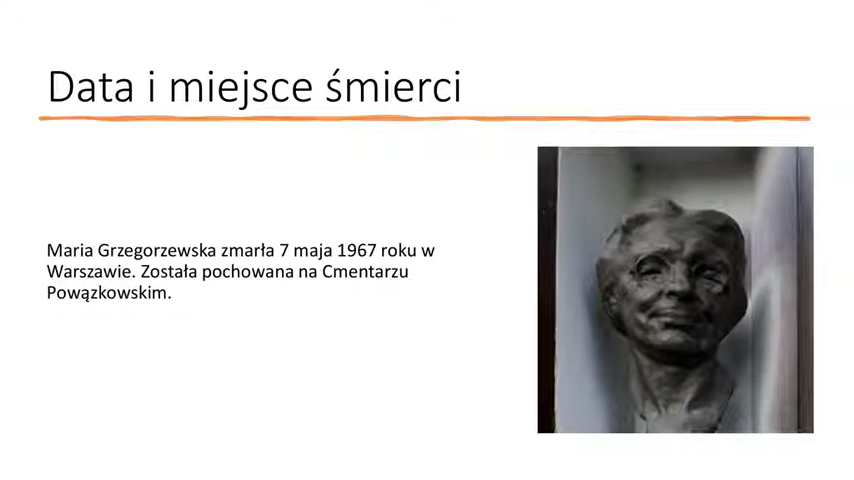 Data i miejsce śmierci
Maria Grzegorzewska zmarła 7 maja 1967 roku w
Warszawie. Została pochowana na Cmentarzu
Powązkowskim.